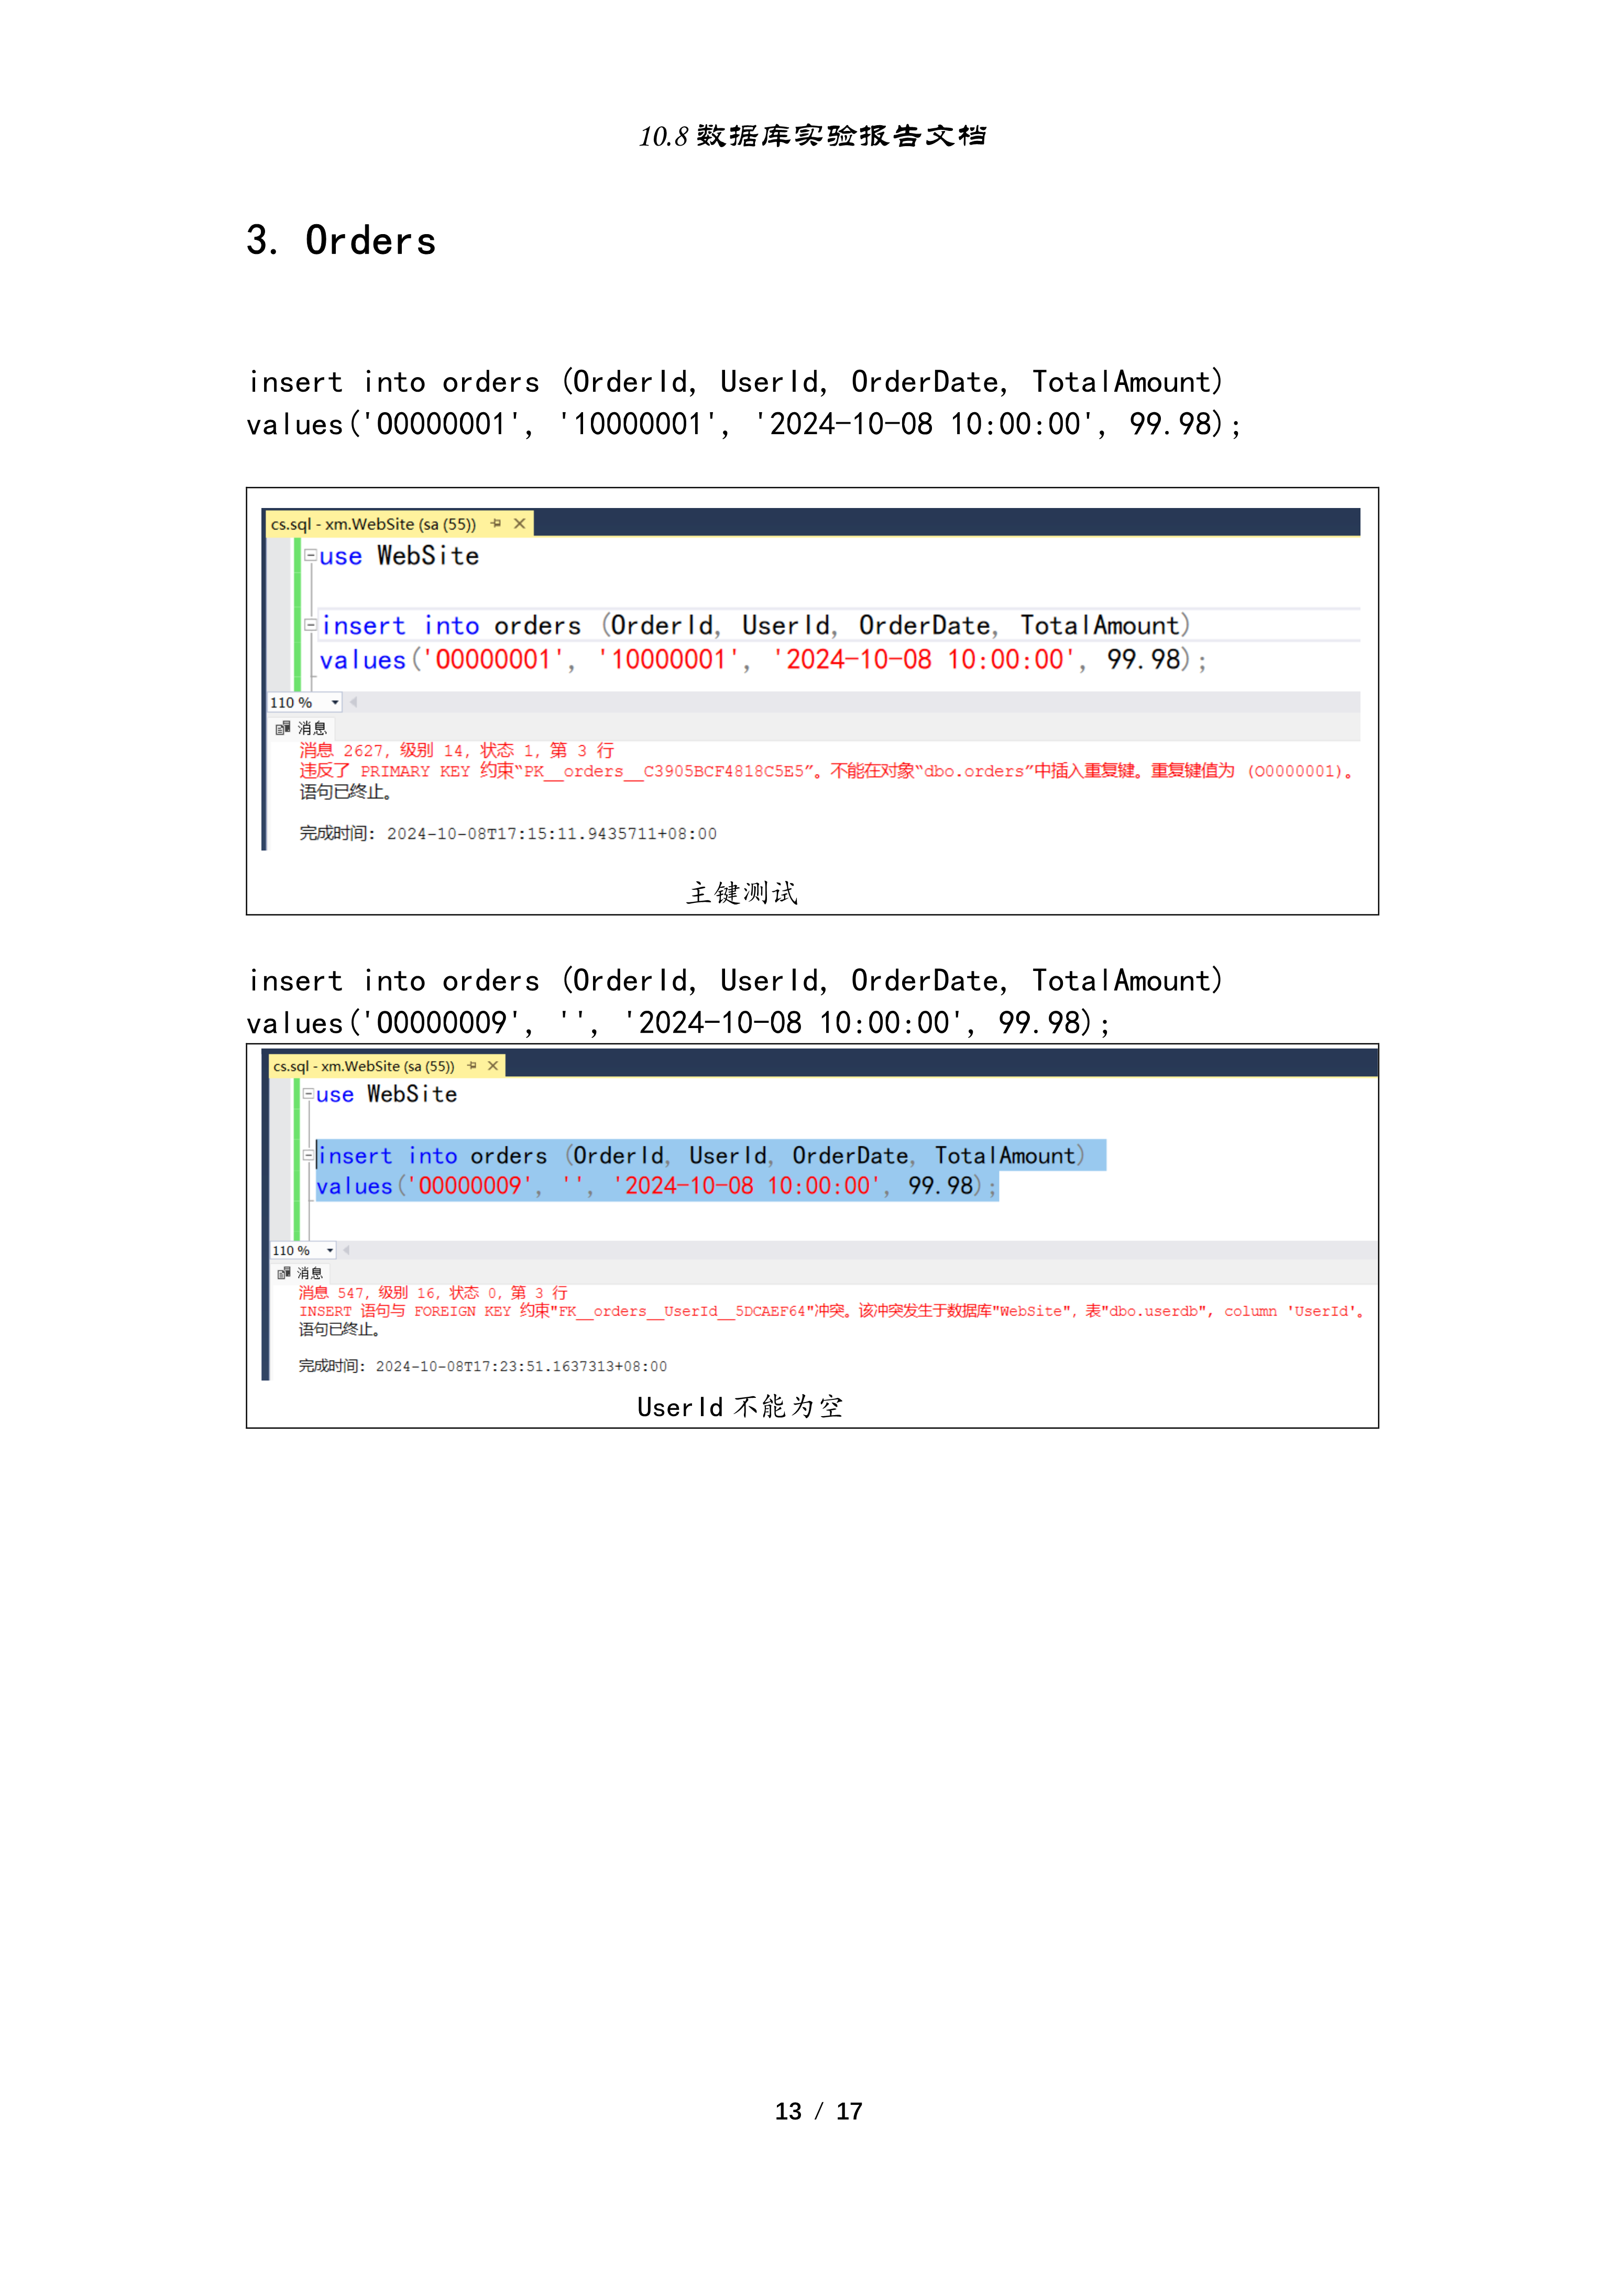 10.8数据库实验报告文档
3. Orders
insert into orders (OrderId, UserId, OrderDate, TotalAmount)
values('O0000001', '10000001', '2024-10-08 10:00:00', 99.98);
cs.sql - xm.WebSite (sa (55))
use WebSite
insert into orders (OrderId, UserId, OrderDate, TotalAmount)
values('O0000001', '10000001', '2024-10-08 10:00:00', 99.98);
110 %
消息
消息 2627, 级别 14, 状态 1, 第 3 行
违反了 PRIMARY KEY 约束“PK__orders__C3905BCF4818C5E5”。不能在对象“dbo.orders”中插入重复键。重复键值为 (O0000001)。
语句已终止。
完成时间: 2024-10-08T17:15:11.9435711+08:00
主键测试
insert into orders (OrderId, UserId, OrderDate, TotalAmount)
values('O0000009', '', '2024-10-08 10:00:00', 99.98);
cs.sql - xm.WebSite (sa (55))
use WebSite
insert into orders (OrderId, UserId, OrderDate, TotalAmount)
values('O0000009', '', '2024-10-08 10:00:00', 99.98);
110 %
消息
消息 547, 级别 16, 状态 0, 第 3 行
INSERT 语句与 FOREIGN KEY 约束"FK__orders__UserId__5DCAEF64"冲突。该冲突发生于数据库"WebSite", 表"dbo.userdb", column 'UserId'。
语句已终止。
完成时间: 2024-10-08T17:23:51.1637313+08:00
UserId 不能为空
13 / 17